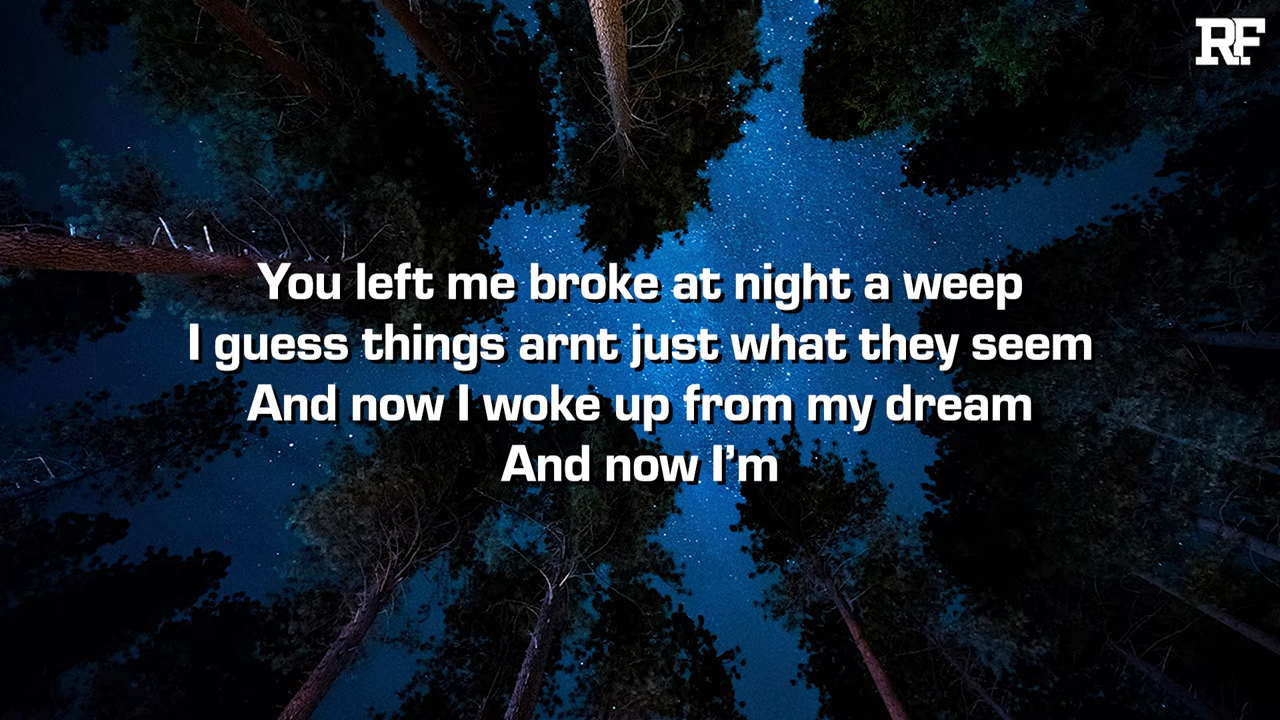 RF
You left me broke at night a weep
I guess things arnt just what they seem
And now I woke up from my dream
And now I’m